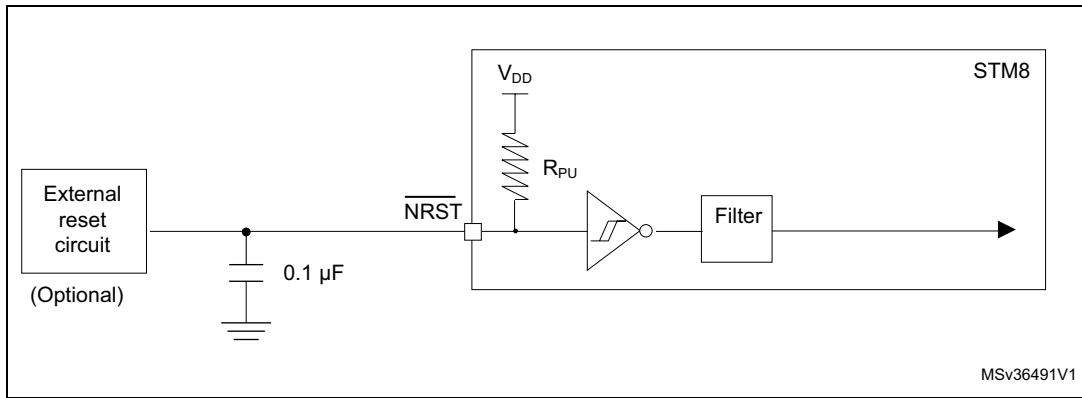 STM8
V_DD
R_PU
External
reset
circuit
(Optional)
0.1 µF
NRST
Filter
MSv36491V1